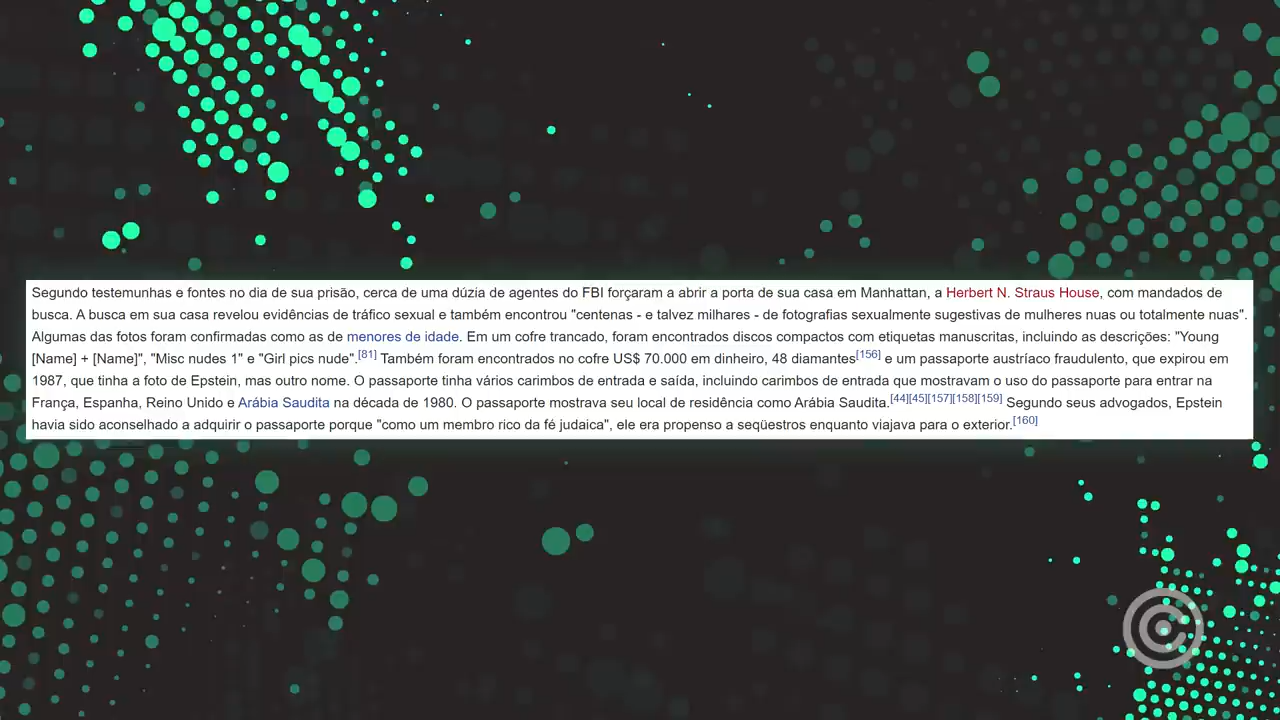 Segundo testemunhas e fontes no dia de sua prisão, cerca de uma dúzia de agentes do FBI forçaram a abrir a porta de sua casa em Manhattan, a Herbert N. Straus House, com mandados de
busca. A busca em sua casa revelou evidências de tráfico sexual e também encontrou "centenas - e talvez milhares - de fotografias sexualmente sugestivas de mulheres nuas ou totalmente nuas".
Algumas das fotos foram confirmadas como as de menores de idade. Em um cofre trancado, foram encontrados discos compactos com etiquetas manuscritas, incluindo as descrições: "Young
[Name] + [Name]", "Misc nudes 1" e "Girl pics nude".[81] Também foram encontrados no cofre US$ 70.000 em dinheiro, 48 diamantes[156] e um passaporte austríaco fraudulento, que expirou em
1987, que tinha a foto de Epstein, mas outro nome. O passaporte tinha vários carimbos de entrada e saída, incluindo carimbos de entrada que mostravam o uso do passaporte para entrar na
França, Espanha, Reino Unido e Arábia Saudita na década de 1980. O passaporte mostrava seu local de residência como Arábia Saudita.[44][45][157][158][159] Segundo seus advogados, Epstein
havia sido aconselhado a adquirir o passaporte porque "como um membro rico da fé judaica", ele era propenso a seqüestros enquanto viajava para o exterior.[160]